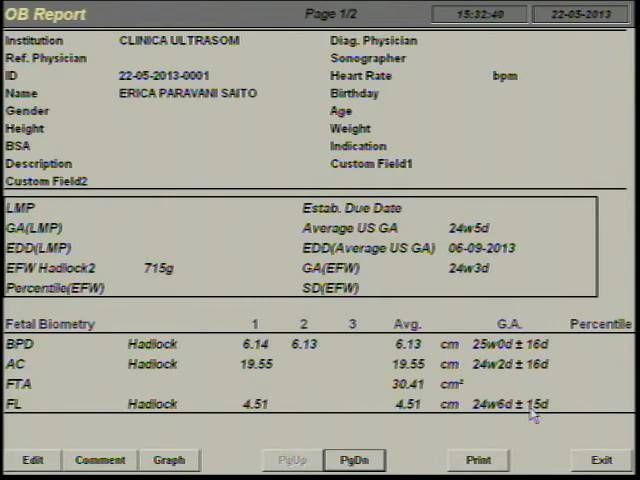 OB Report Page 1/2 15:32:40 22-05-2013
Institution CLINICA ULTRASOM Diag. Physician
Ref. Physician Sonographer
ID 22-05-2013-0001 Heart Rate bpm
Name ERICA PARAVANI SAITO Birthday
Gender Age
Height Weight
BSA Indication
Description Custom Field1
Custom Field2
LMP Estab. Due Date
GA(LMP) Average US GA 24w5d
EDD(LMP) EDD(Average US GA) 06-09-2013
EFW Hadlock2 715g GA(EFW) 24w3d
Percentile(EFW) SD(EFW)
Fetal Biometry 1 2 3 Avg. G.A. Percentile
BPD Hadlock 6.14 6.13 6.13 cm 25w0d ± 16d
AC Hadlock 19.55 19.55 cm 24w2d ± 16d
FTA 30.41 cm²
FL Hadlock 4.51 4.51 cm 24w6d ± 15d
Edit Comment Graph PgUp PgDn Print Exit